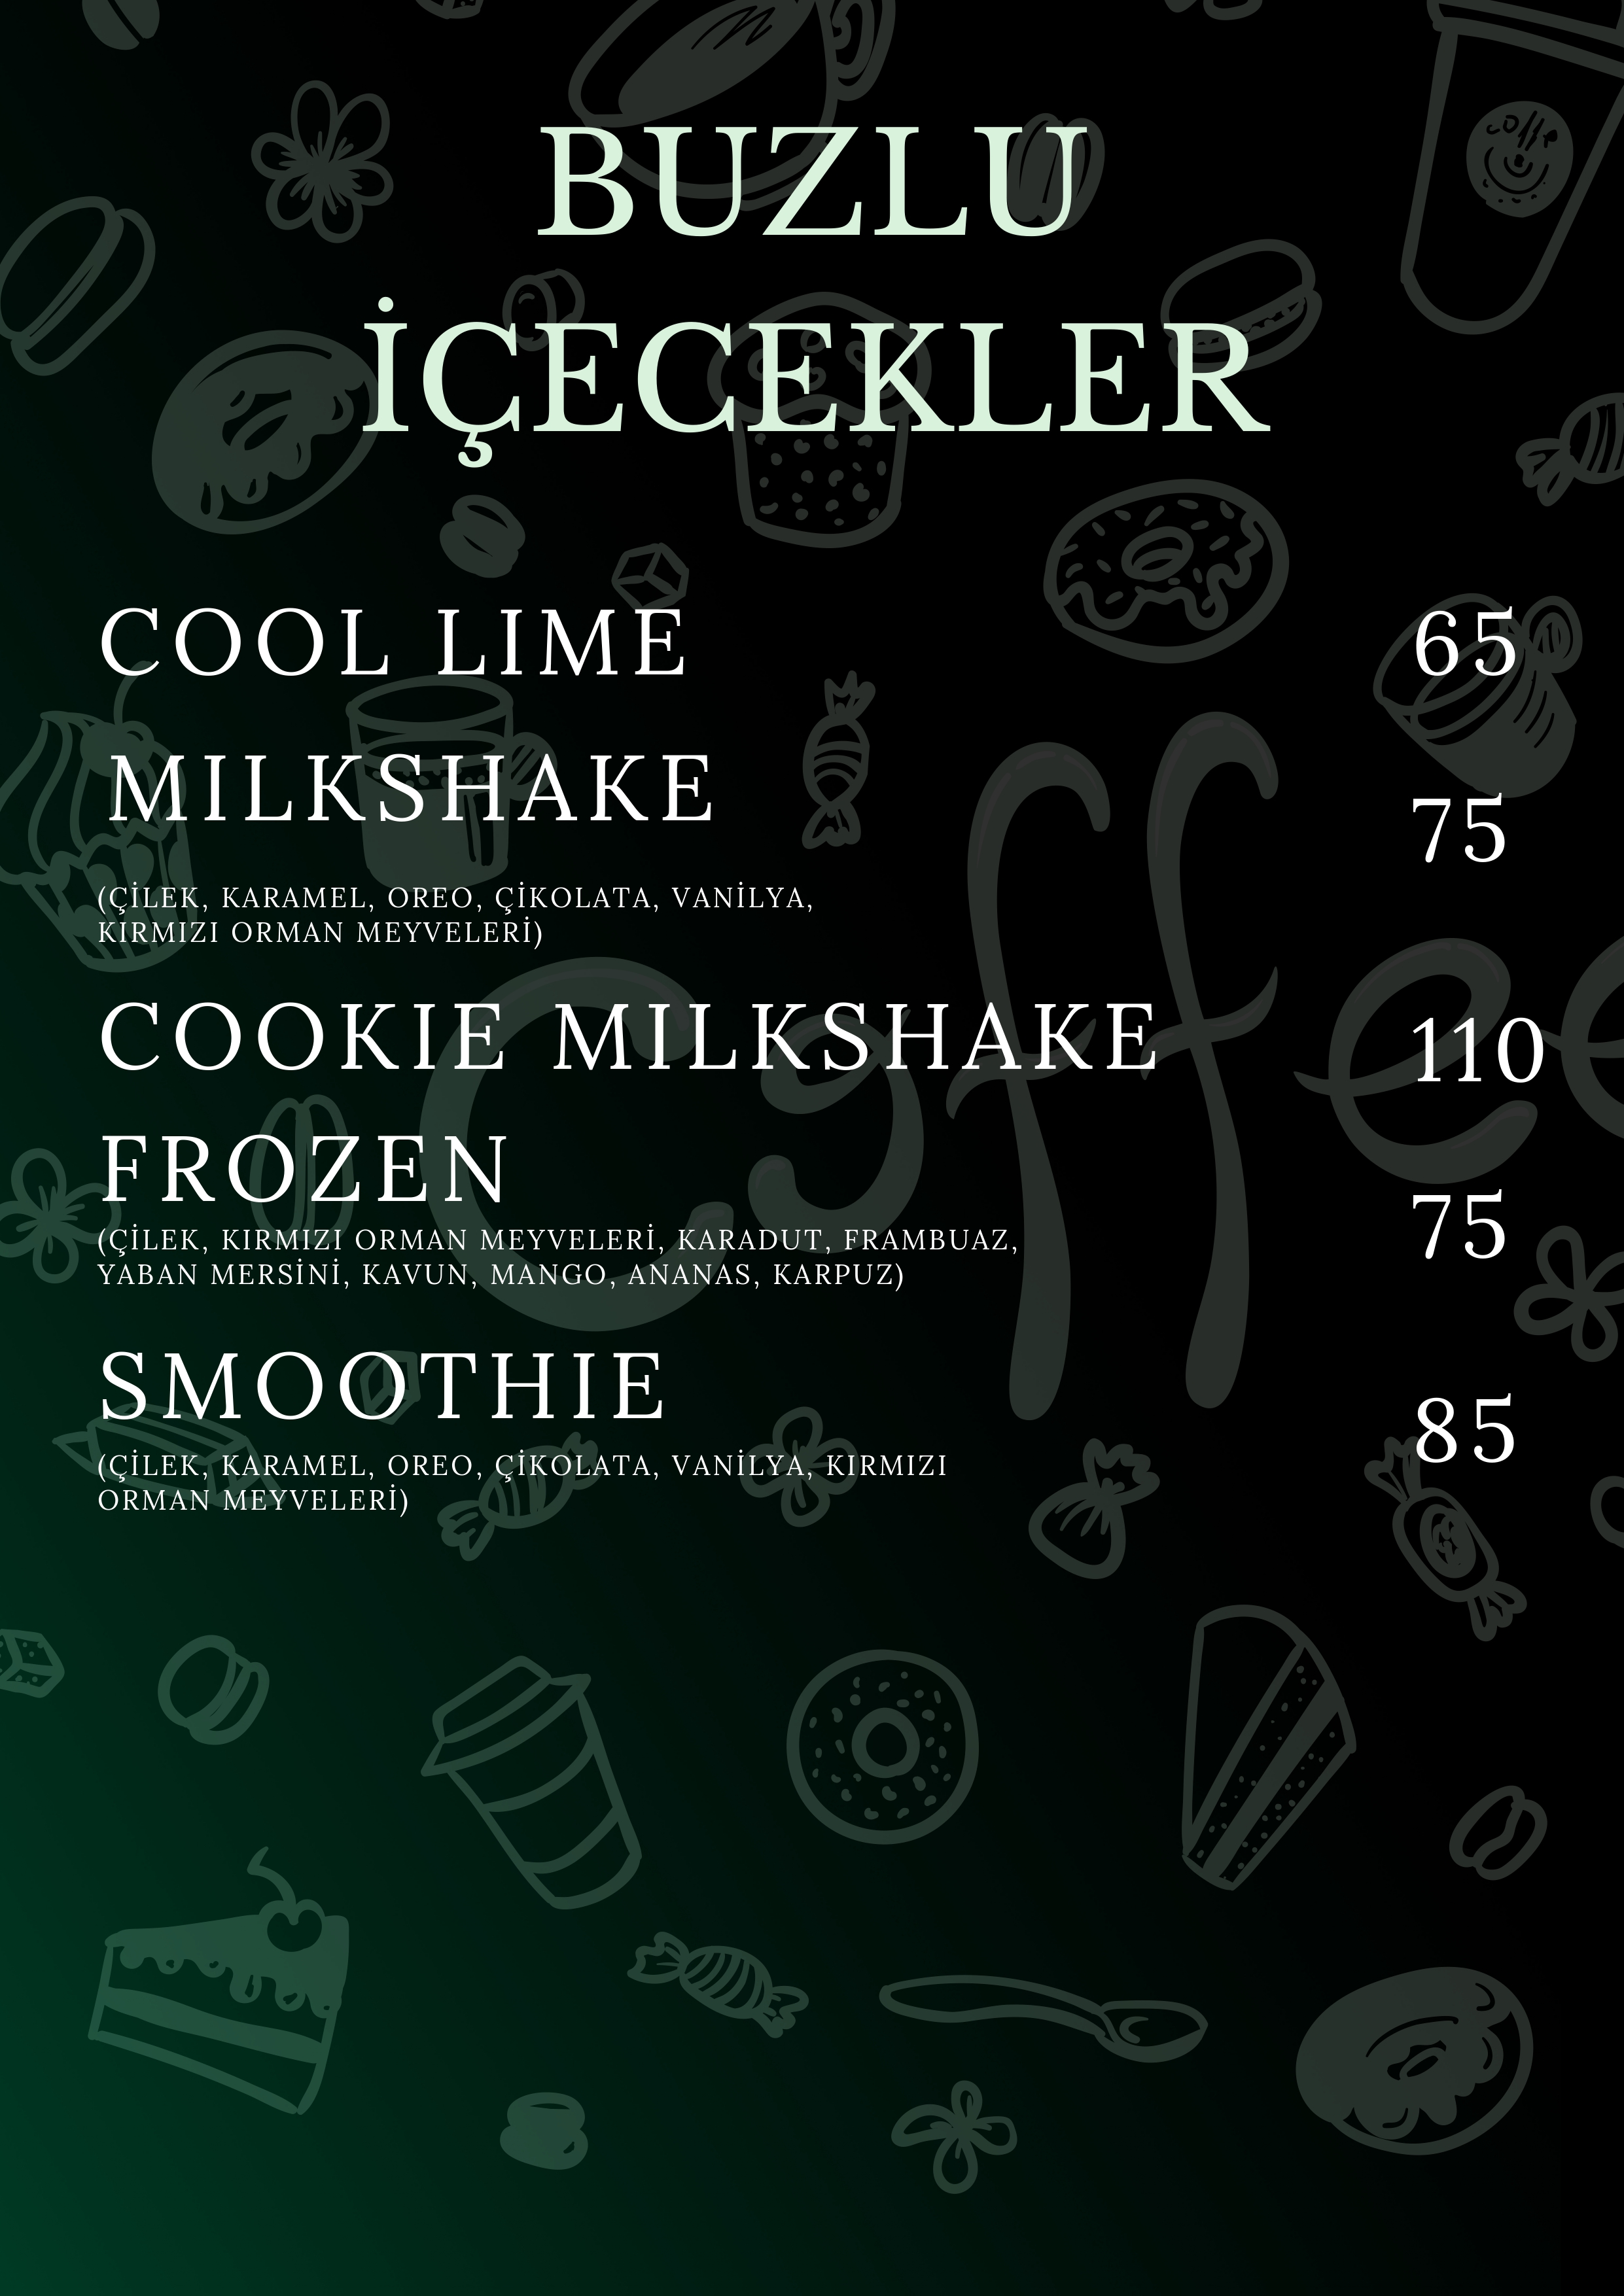 BUZLU
İÇECEKLER
COOL LIME 65
MILKSHAKE 75
(ÇİLEK, KARAMEL, OREO, ÇİKOLATA, VANİLYA,
KIRMIZI ORMAN MEYVELERİ)
COOKIE MILKSHAKE 110
FROZEN 75
(ÇİLEK, KIRMIZI ORMAN MEYVELERİ, KARADUT, FRAMBUAZ,
YABAN MERSİNİ, KAVUN, MANGO, ANANAS, KARPUZ)
SMOOTHIE 85
(ÇİLEK, KARAMEL, OREO, ÇİKOLATA, VANİLYA, KIRMIZI
ORMAN MEYVELERİ)
Coffee